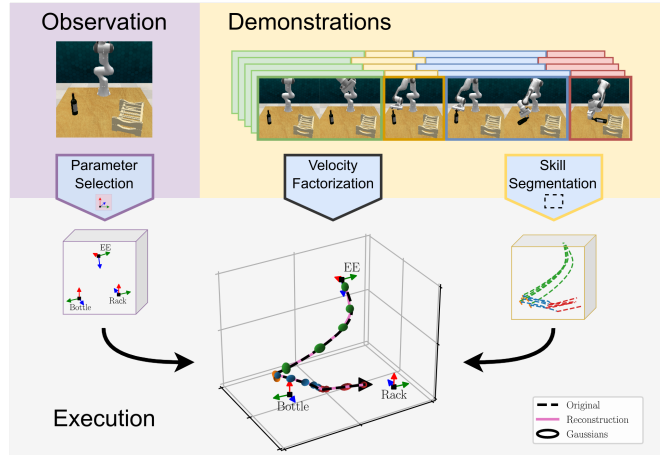 Observation
Demonstrations
Parameter
Selection
Velocity
Factorization
Skill
Segmentation
EE
Bottle
Rack
EE
Bottle
Rack
Execution
Original
Reconstruction
Gaussians